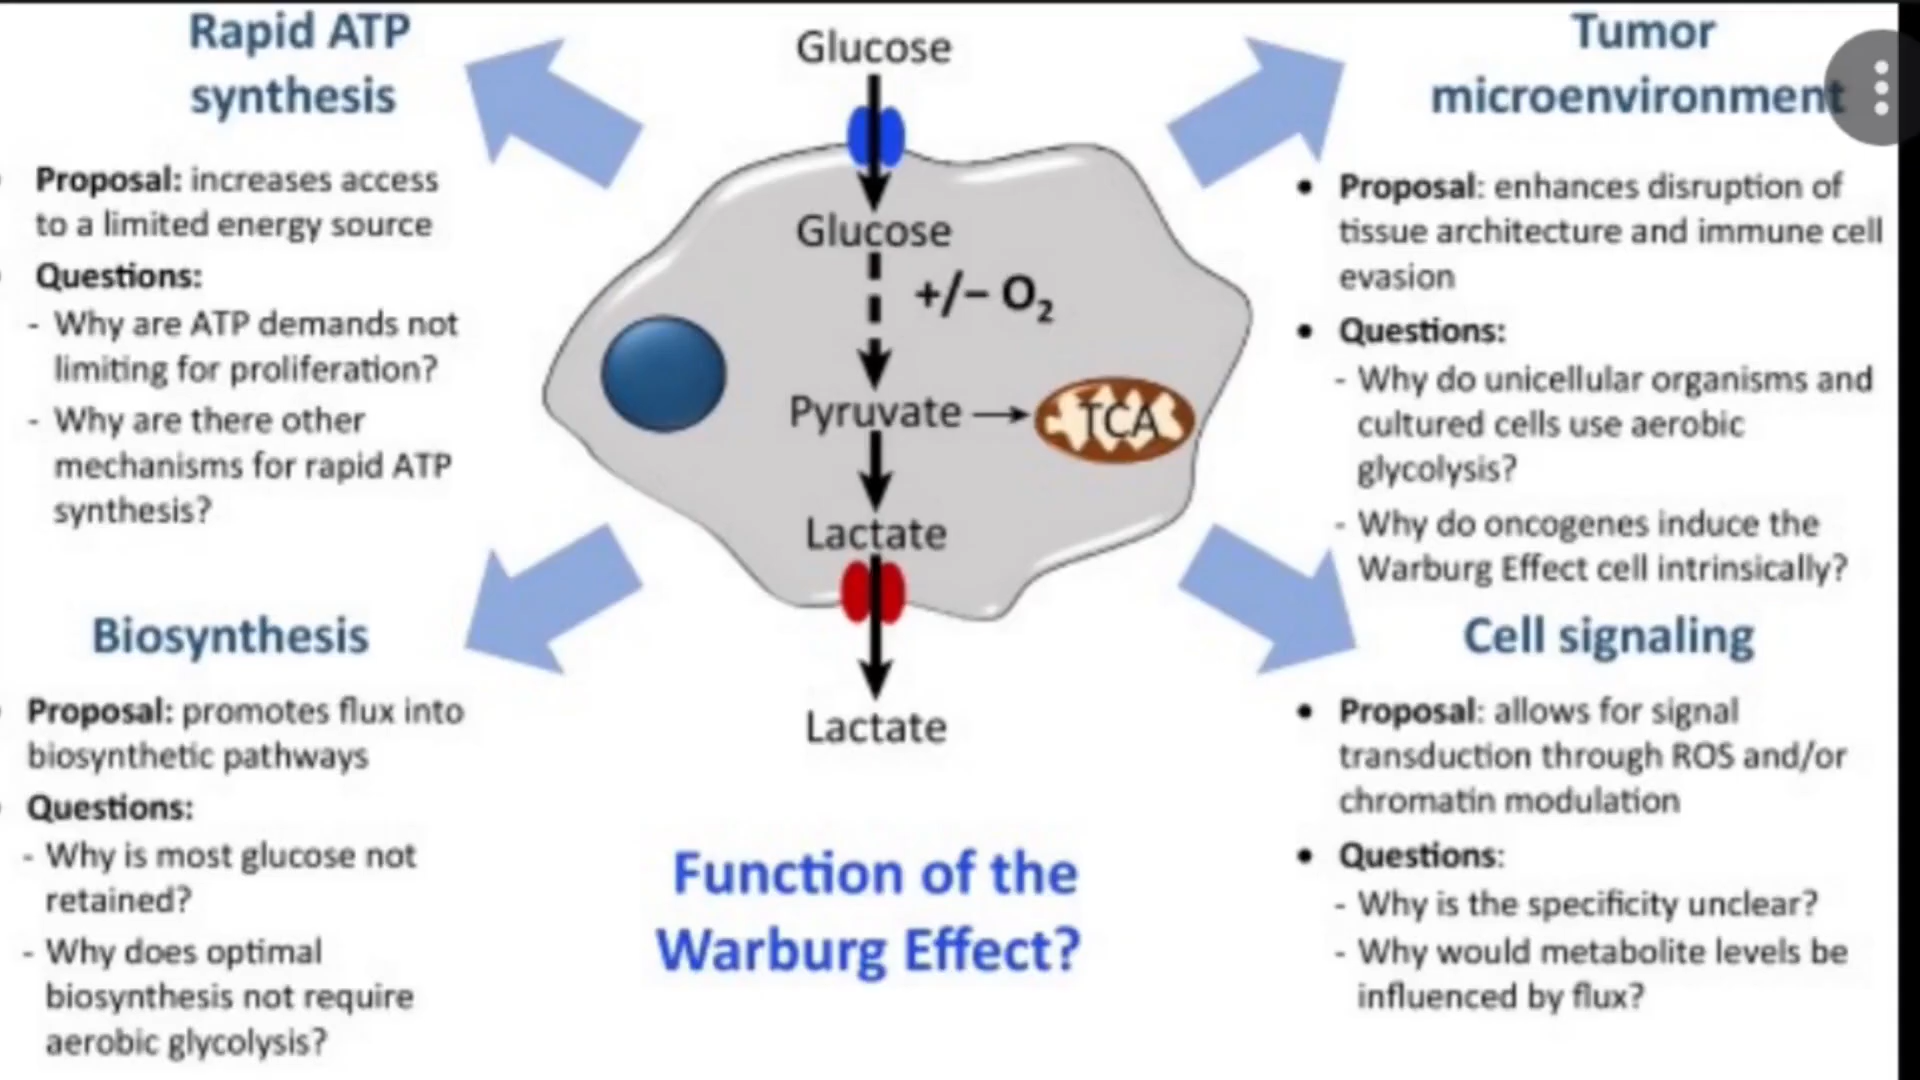 Rapid ATP
synthesis
Proposal: increases access
to a limited energy source
Questions:
- Why are ATP demands not
limiting for proliferation?
- Why are there other
mechanisms for rapid ATP
synthesis?
Biosynthesis
Proposal: promotes flux into
biosynthetic pathways
Questions:
- Why is most glucose not
retained?
- Why does optimal
biosynthesis not require
aerobic glycolysis?
Glucose
Glucose
+/− O₂
Pyruvate
TCA
Lactate
Lactate
Function of the
Warburg Effect?
Tumor
microenvironment
• Proposal: enhances disruption of
tissue architecture and immune cell
evasion
• Questions:
- Why do unicellular organisms and
cultured cells use aerobic
glycolysis?
- Why do oncogenes induce the
Warburg Effect cell intrinsically?
Cell signaling
• Proposal: allows for signal
transduction through ROS and/or
chromatin modulation
• Questions:
- Why is the specificity unclear?
- Why would metabolite levels be
influenced by flux?